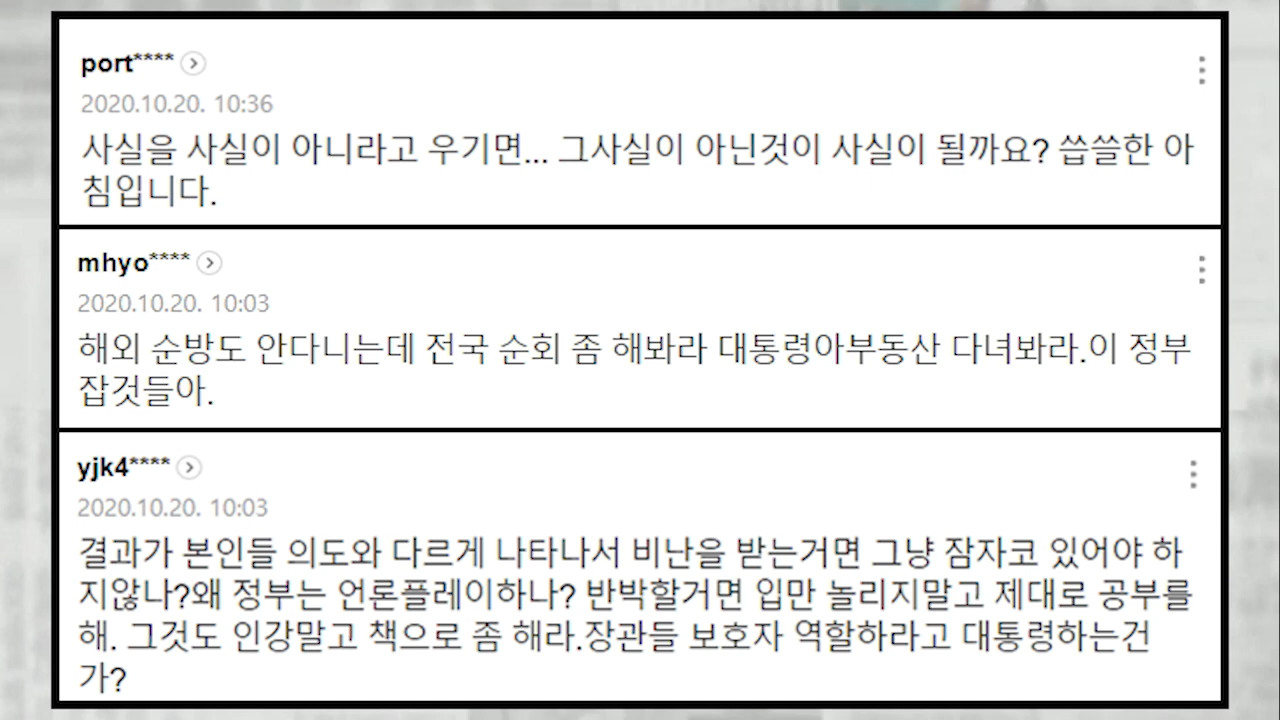 port****
2020.10.20. 10:36
사실을 사실이 아니라고 우기면... 그사실이 아닌것이 사실이 될까요? 씁쓸한 아
침입니다.
mhyo****
2020.10.20. 10:03
해외 순방도 안다니는데 전국 순회 좀 해봐라 대통령아부동산 다녀봐라.이 정부
잡것들아.
yjk4****
2020.10.20. 10:03
결과가 본인들 의도와 다르게 나타나서 비난을 받는거면 그냥 잠자코 있어야 하
지않나?왜 정부는 언론플레이하나? 반박할거면 입만 놀리지말고 제대로 공부를
해. 그것도 인강말고 책으로 좀 해라.장관들 보호자 역할하라고 대통령하는건
가?